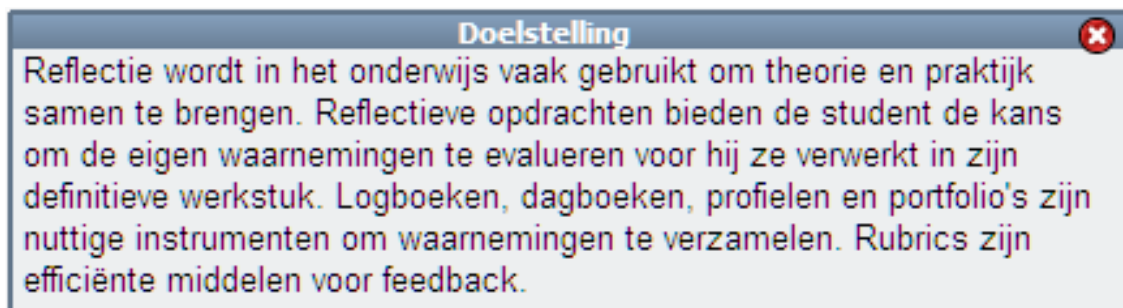 Doelstelling
Reflectie wordt in het onderwijs vaak gebruikt om theorie en praktijk
samen te brengen. Reflectieve opdrachten bieden de student de kans
om de eigen waarnemingen te evalueren voor hij ze verwerkt in zijn
definitieve werkstuk. Logboeken, dagboeken, profielen en portfolio's zijn
nuttige instrumenten om waarnemingen te verzamelen. Rubrics zijn
efficiënte middelen voor feedback.